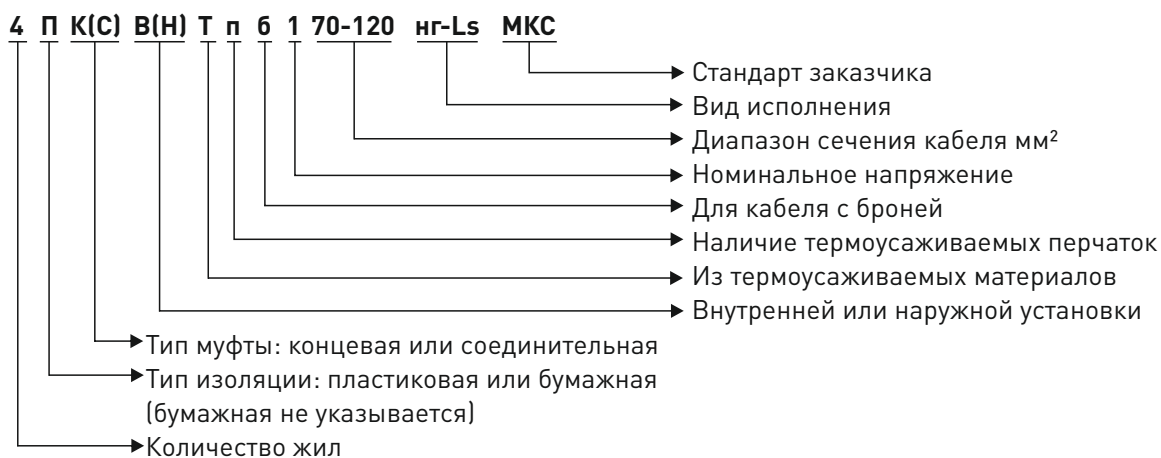 4 П К(С) В(Н) Т п б 1 70-120 нг-Ls МКС
Стандарт заказчика
Вид исполнения
Диапазон сечения кабеля мм²
Номинальное напряжение
Для кабеля с броней
Наличие термоусаживаемых перчаток
Из термоусаживаемых материалов
Внутренней или наружной установки
Тип муфты: концевая или соединительная
Тип изоляции: пластиковая или бумажная
(бумажная не указывается)
Количество жил